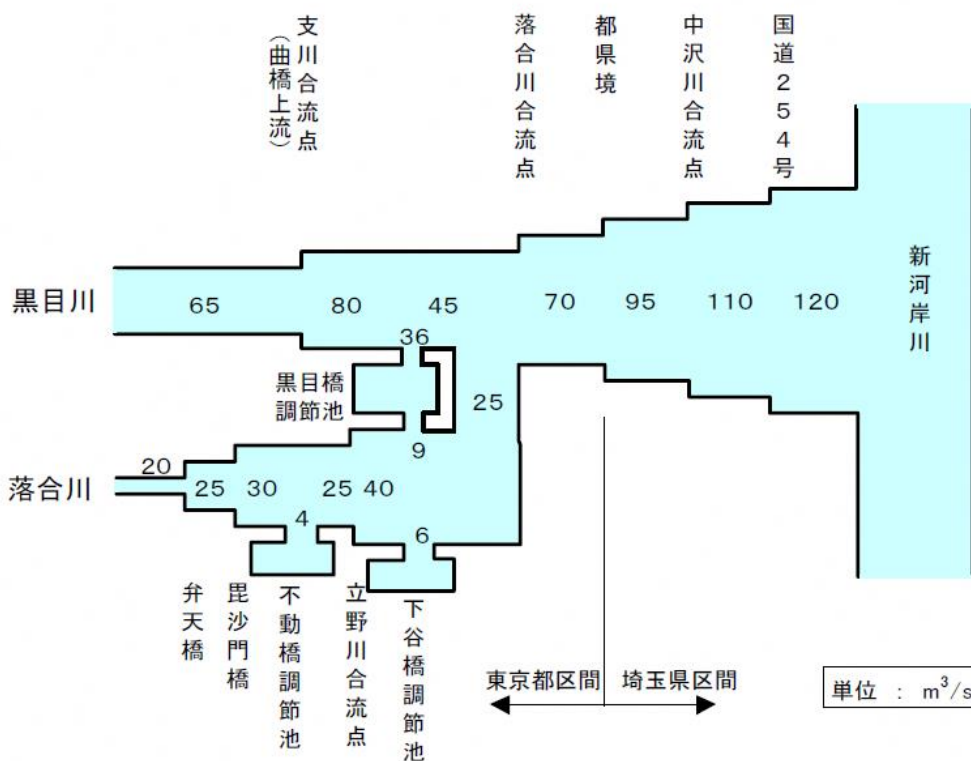 支川合流点
(曲橋上流)
落合川合流点
都県境
中沢川合流点
国道254号
新河岸川
黒目川
65
80
45
70
95
110
120
36
黒目橋
調節池
25
9
落合川
20
25
30
25
40
4
6
弁天橋
毘沙門橋
不動橋調節池
立野川合流点
下谷橋調節池
東京都区間
埼玉県区間
単位 : m³/s